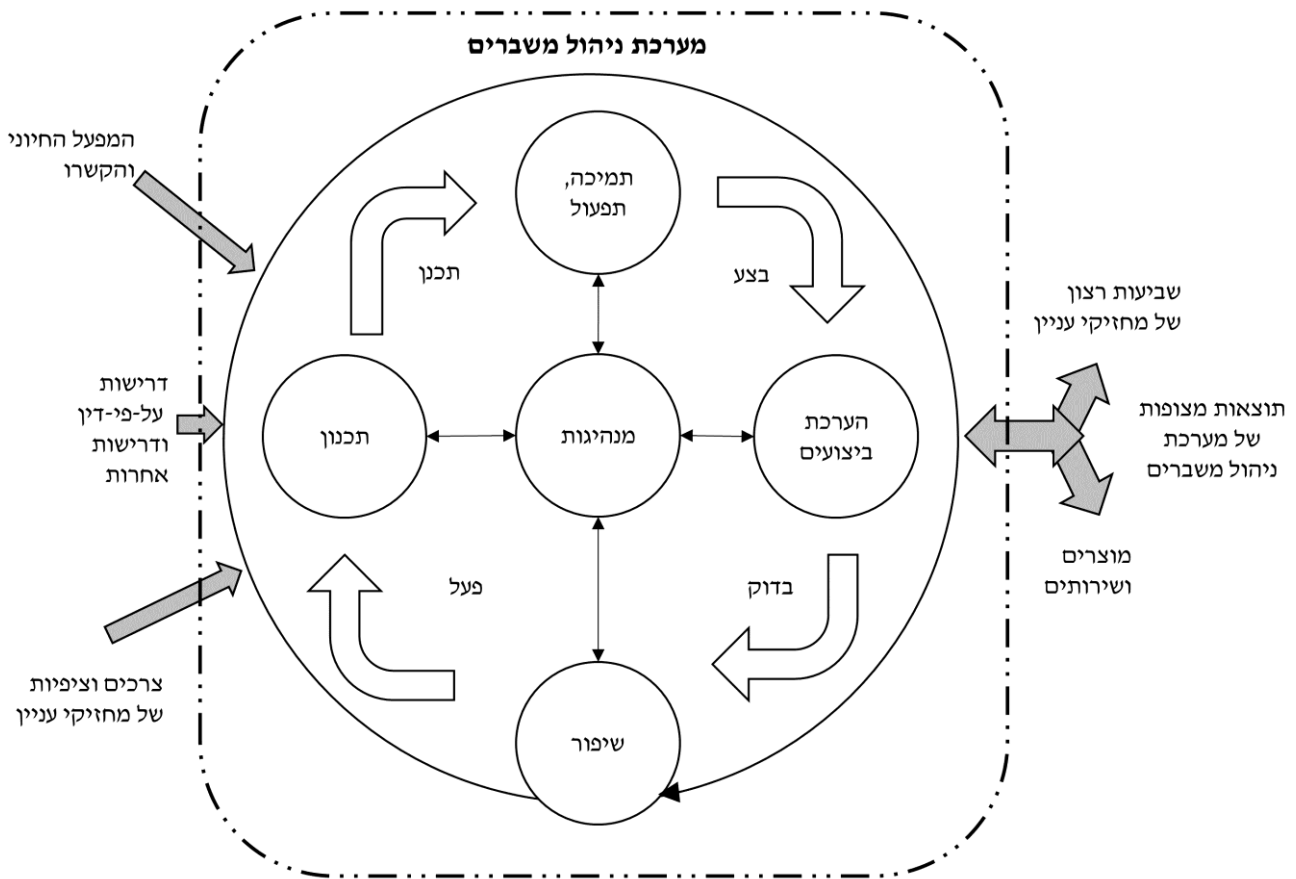 מערכת ניהול משברים
המפעל החיוני
והקשרו
תמיכה,
תפעול
תכנן
בצע
שביעות רצון
של מחזיקי עניין
דרישות
על-פי-דין
ודרישות
אחרות
תכנון
מנהיגות
הערכת
ביצועים
תוצאות מצופות
של מערכת
ניהול משברים
פעל
בדוק
מוצרים
ושירותים
צרכים וציפיות
של מחזיקי עניין
שיפור